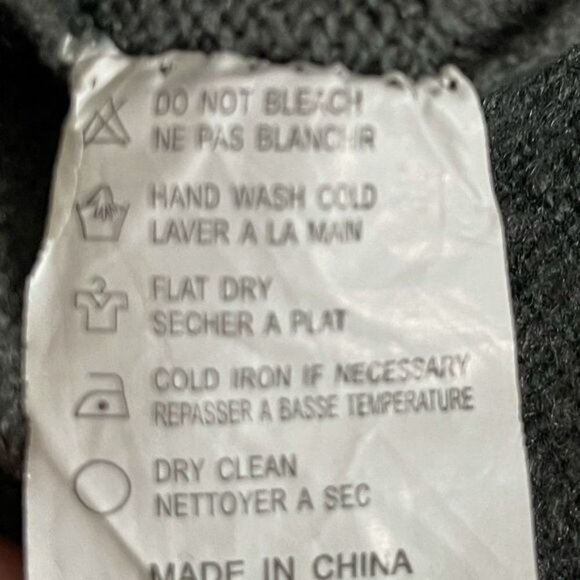 DO NOT BLEACH
NE PAS BLANCHIR
HAND WASH COLD
LAVER A LA MAIN
FLAT DRY
SECHER A PLAT
COLD IRON IF NECESSARY
REPASSER A BASSE TEMPERATURE
DRY CLEAN
NETTOYER A SEC
MADE IN CHINA